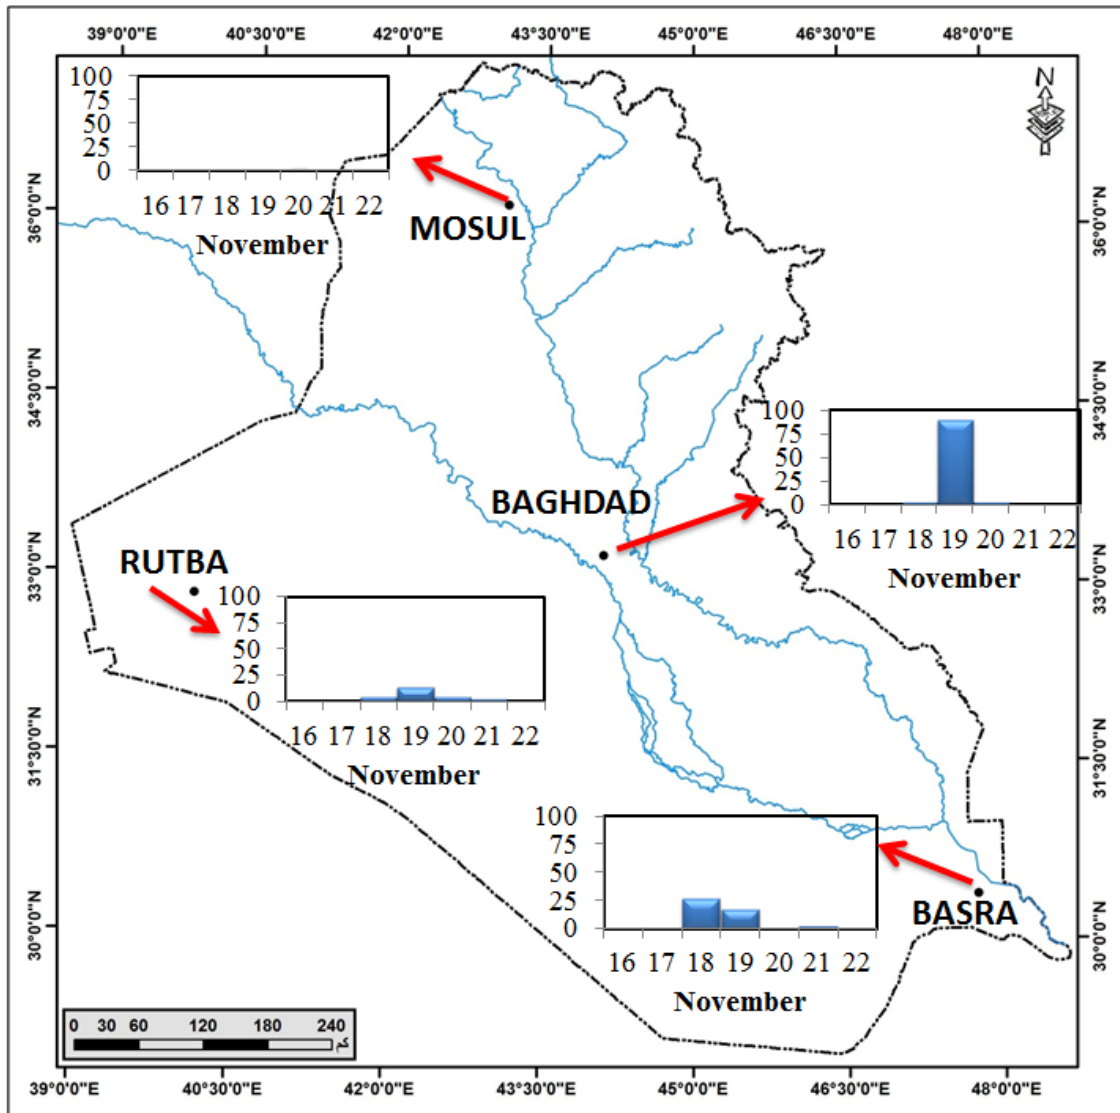 39°0'0"E 40°30'0"E 42°0'0"E 43°30'0"E 45°0'0"E 46°30'0"E 48°0'0"E
N
100
75
50
25
0
16 17 18 19 20 21 22
November
MOSUL
36°0'0"N
36°0'0"N
34°30'0"N
34°30'0"N
100
75
50
25
0
16 17 18 19 20 21 22
November
BAGHDAD
RUTBA
33°0'0"N
33°0'0"N
100
75
50
25
0
16 17 18 19 20 21 22
November
31°30'0"N
31°30'0"N
100
75
50
25
0
16 17 18 19 20 21 22
November
BASRA
30°0'0"N
30°0'0"N
0 30 60 120 180 240
كم
39°0'0"E 40°30'0"E 42°0'0"E 43°30'0"E 45°0'0"E 46°30'0"E 48°0'0"E